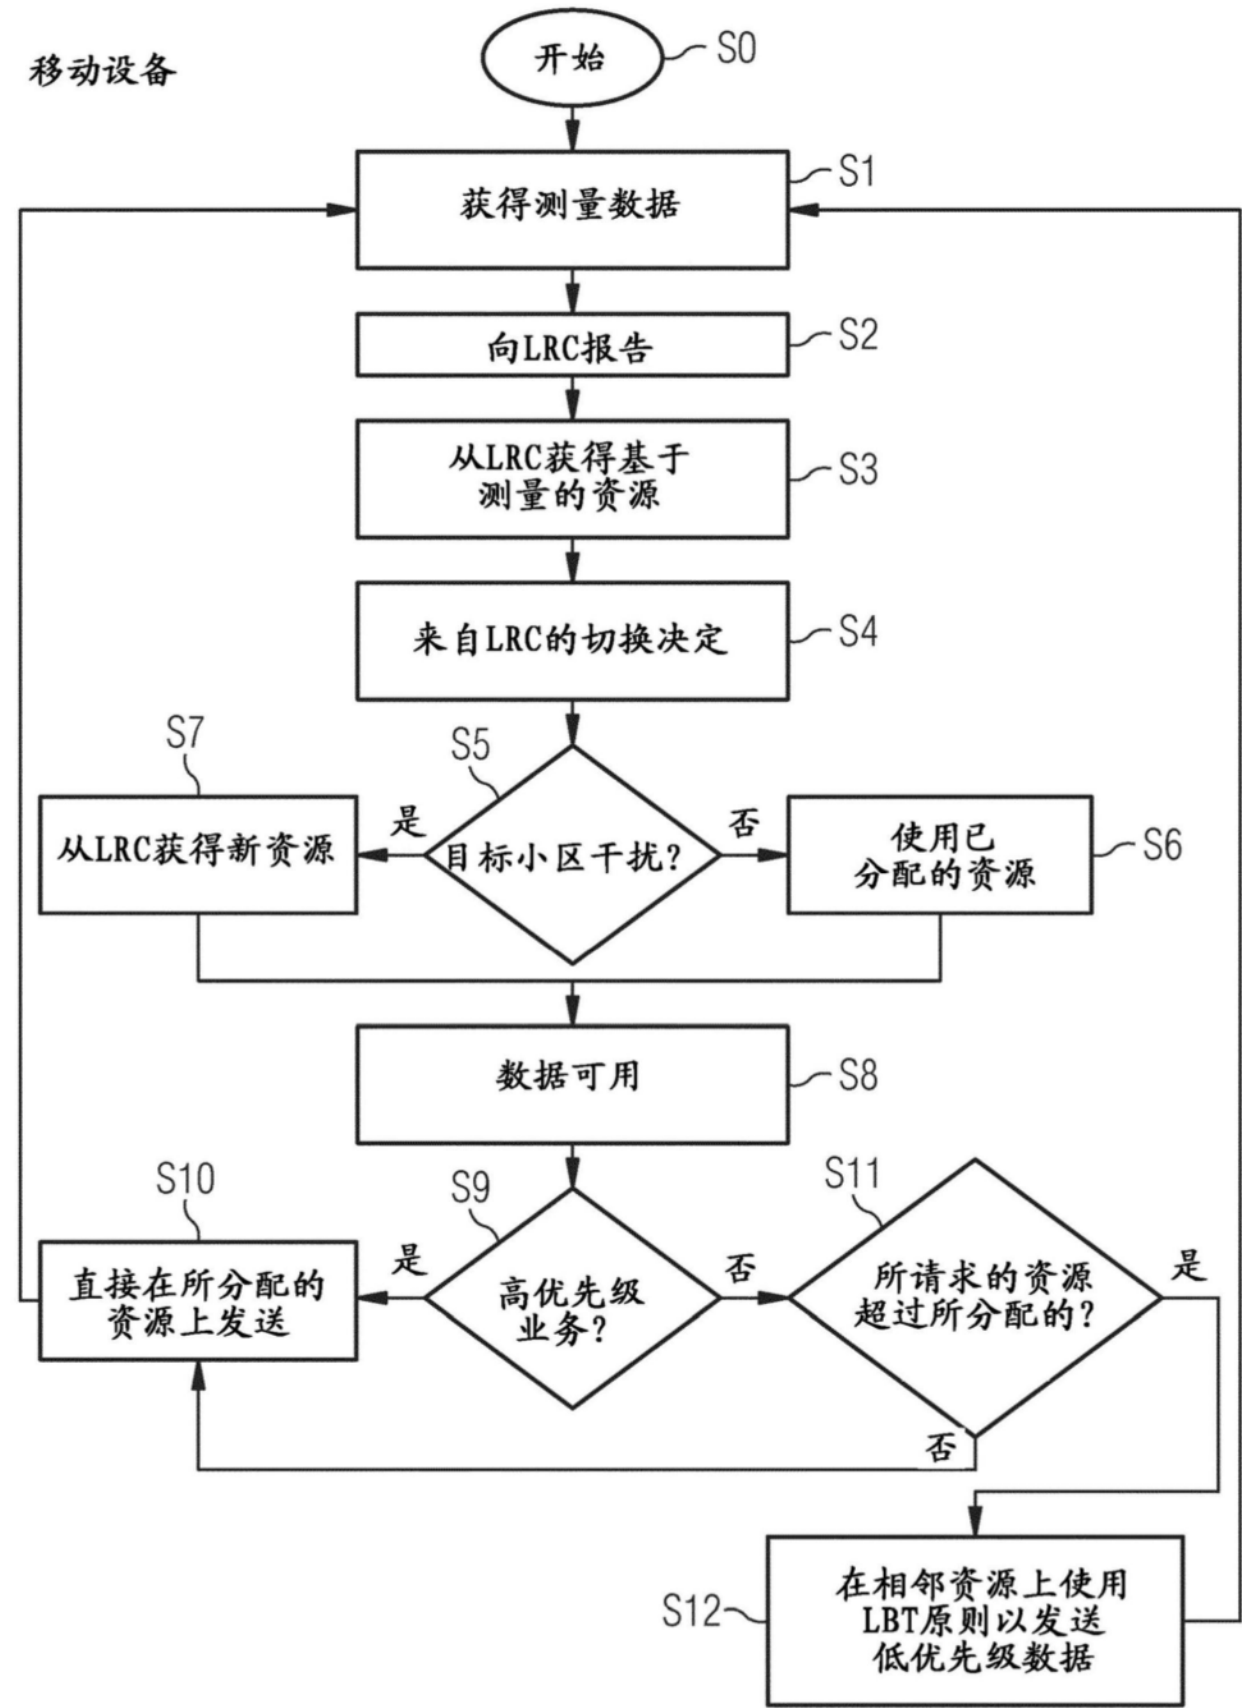 移动设备
开始
S0
获得测量数据
S1
向LRC报告
S2
从LRC获得基于
测量的资源
S3
来自LRC的切换决定
S4
S7
S5
从LRC获得新资源
是
目标小区干扰?
否
使用已
分配的资源
S6
数据可用
S8
S10
S9
S11
直接在所分配的
资源上发送
是
高优先级
业务?
否
所请求的资源
超过所分配的?
是
否
S12
在相邻资源上使用
LBT原则以发送
低优先级数据